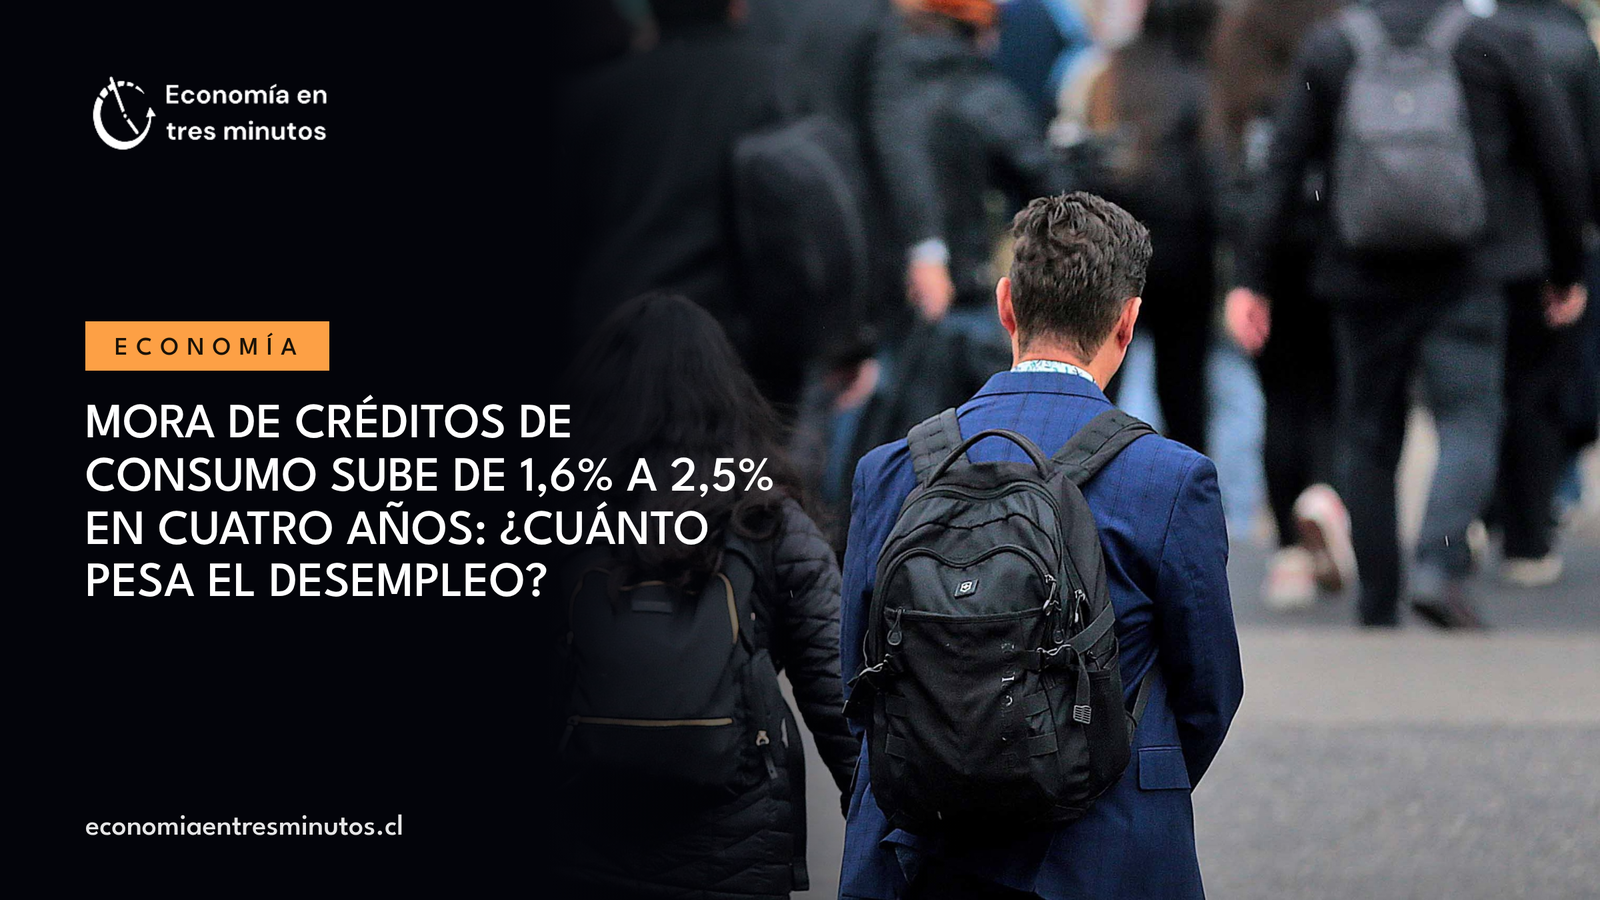 Economía en
tres minutos
ECONOMÍA
MORA DE CRÉDITOS DE
CONSUMO SUBE DE 1,6% A 2,5%
EN CUATRO AÑOS: ¿CUÁNTO
PESA EL DESEMPLEO?
economiaentresminutos.cl